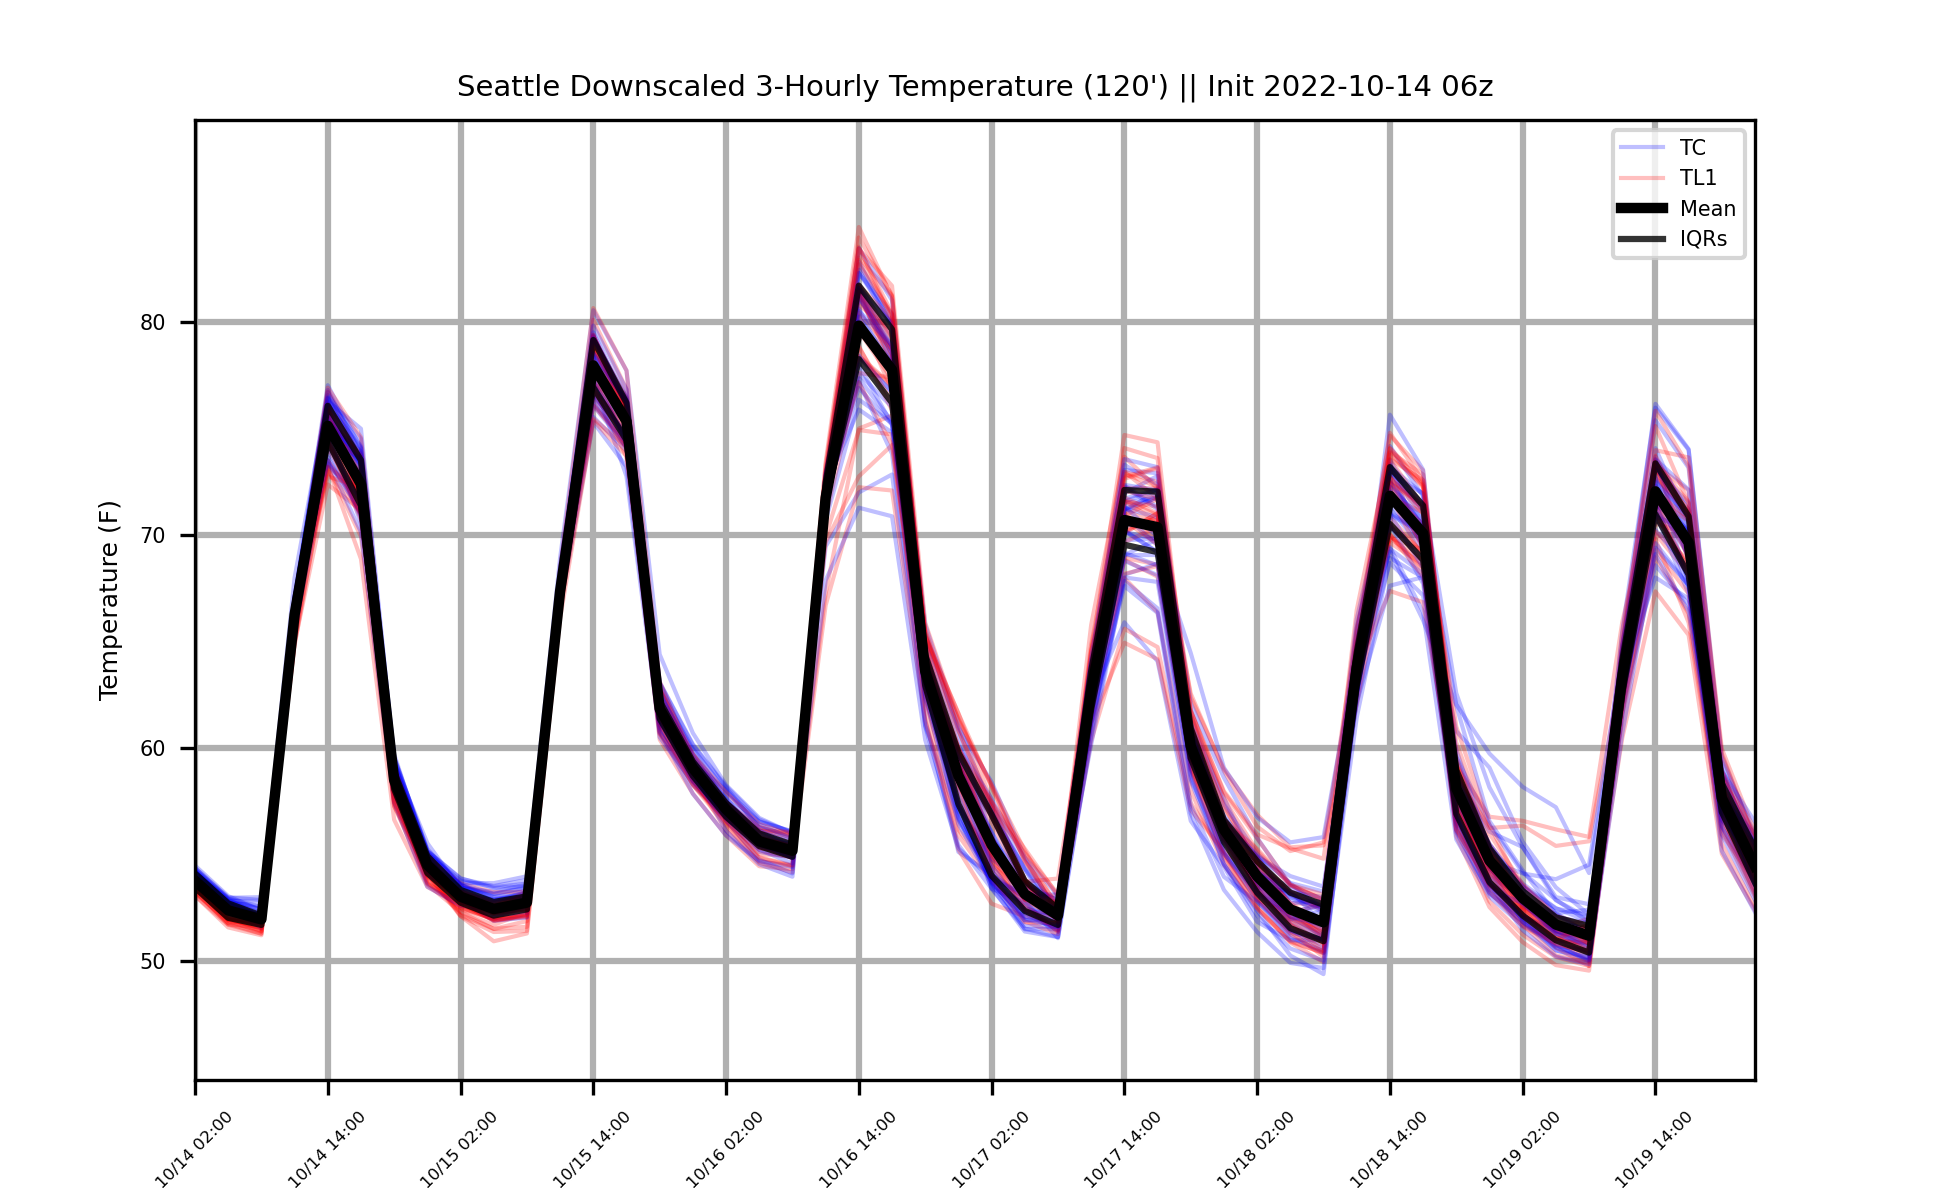 Seattle Downscaled 3-Hourly Temperature (120') || Init 2022-10-14 06z
TC
TL1
Mean
IQRs
Temperature (F)
80
70
60
50
10/14 02:00
10/14 14:00
10/15 02:00
10/15 14:00
10/16 02:00
10/16 14:00
10/17 02:00
10/17 14:00
10/18 02:00
10/18 14:00
10/19 02:00
10/19 14:00